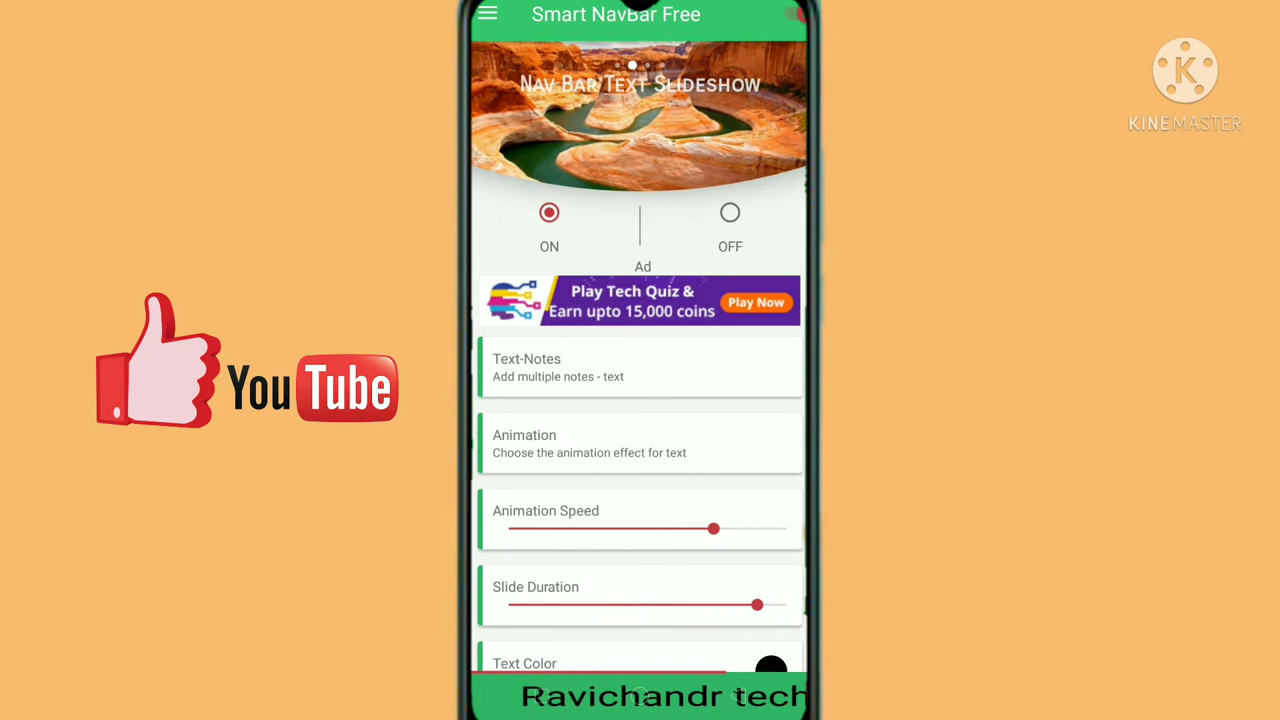 Smart NavBar Free
NAV BAR TEXT SLIDESHOW
K
KINEMASTER
ON
OFF
Ad
Play Tech Quiz &
Earn upto 15,000 coins
Play Now
YouTube
Text-Notes
Add multiple notes - text
Animation
Choose the animation effect for text
Animation Speed
Slide Duration
Text Color
Ravichandr tech